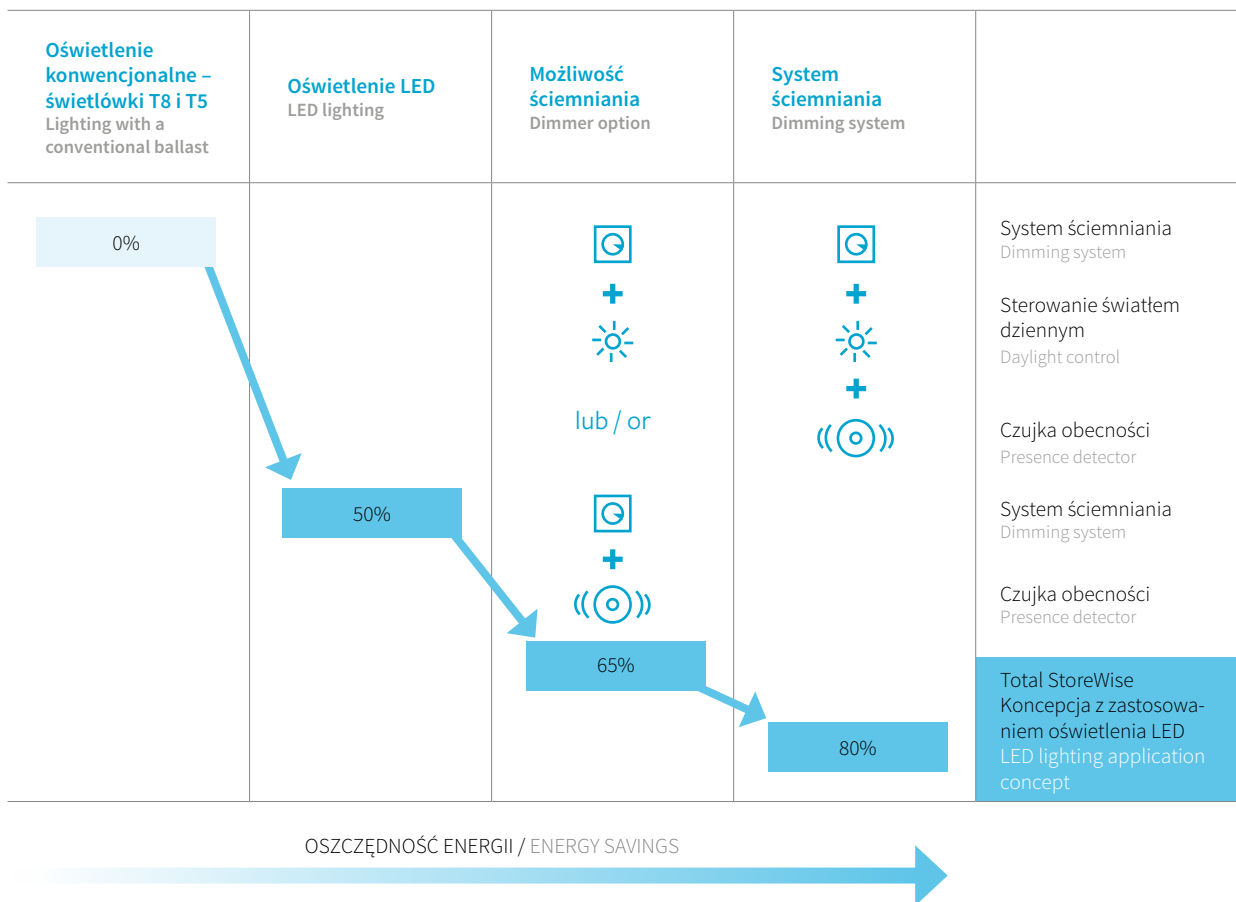 Oświetlenie
konwencjonalne –
świetlówki T8 i T5
Lighting with a
conventional ballast
Oświetlenie LED
LED lighting
Możliwość
ściemniania
Dimmer option
System
ściemniania
Dimming system
0%
50%
lub / or
65%
80%
System ściemniania
Dimming system
Sterowanie światłem
dziennym
Daylight control
Czujka obecności
Presence detector
System ściemniania
Dimming system
Czujka obecności
Presence detector
Total StoreWise
Koncepcja z zastosowa-
niem oświetlenia LED
LED lighting application
concept
OSZCZĘDNOŚĆ ENERGII / ENERGY SAVINGS